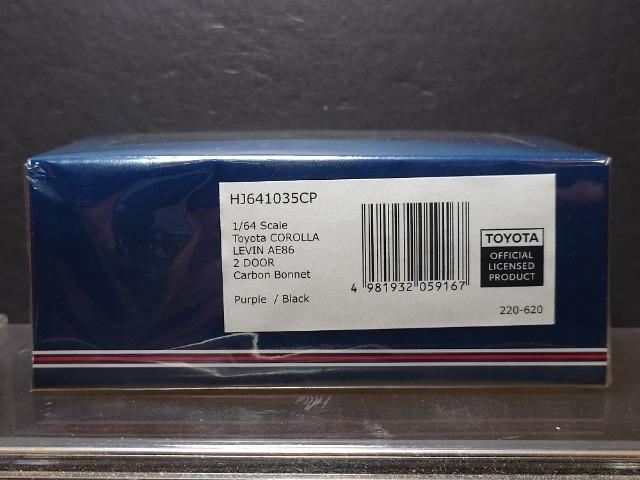 HJ641035CP
1/64 Scale
Toyota COROLLA
LEVIN AE86
2 DOOR
Carbon Bonnet
Purple / Black
4 981932 059167
TOYOTA
OFFICIAL
LICENSED
PRODUCT
220-620